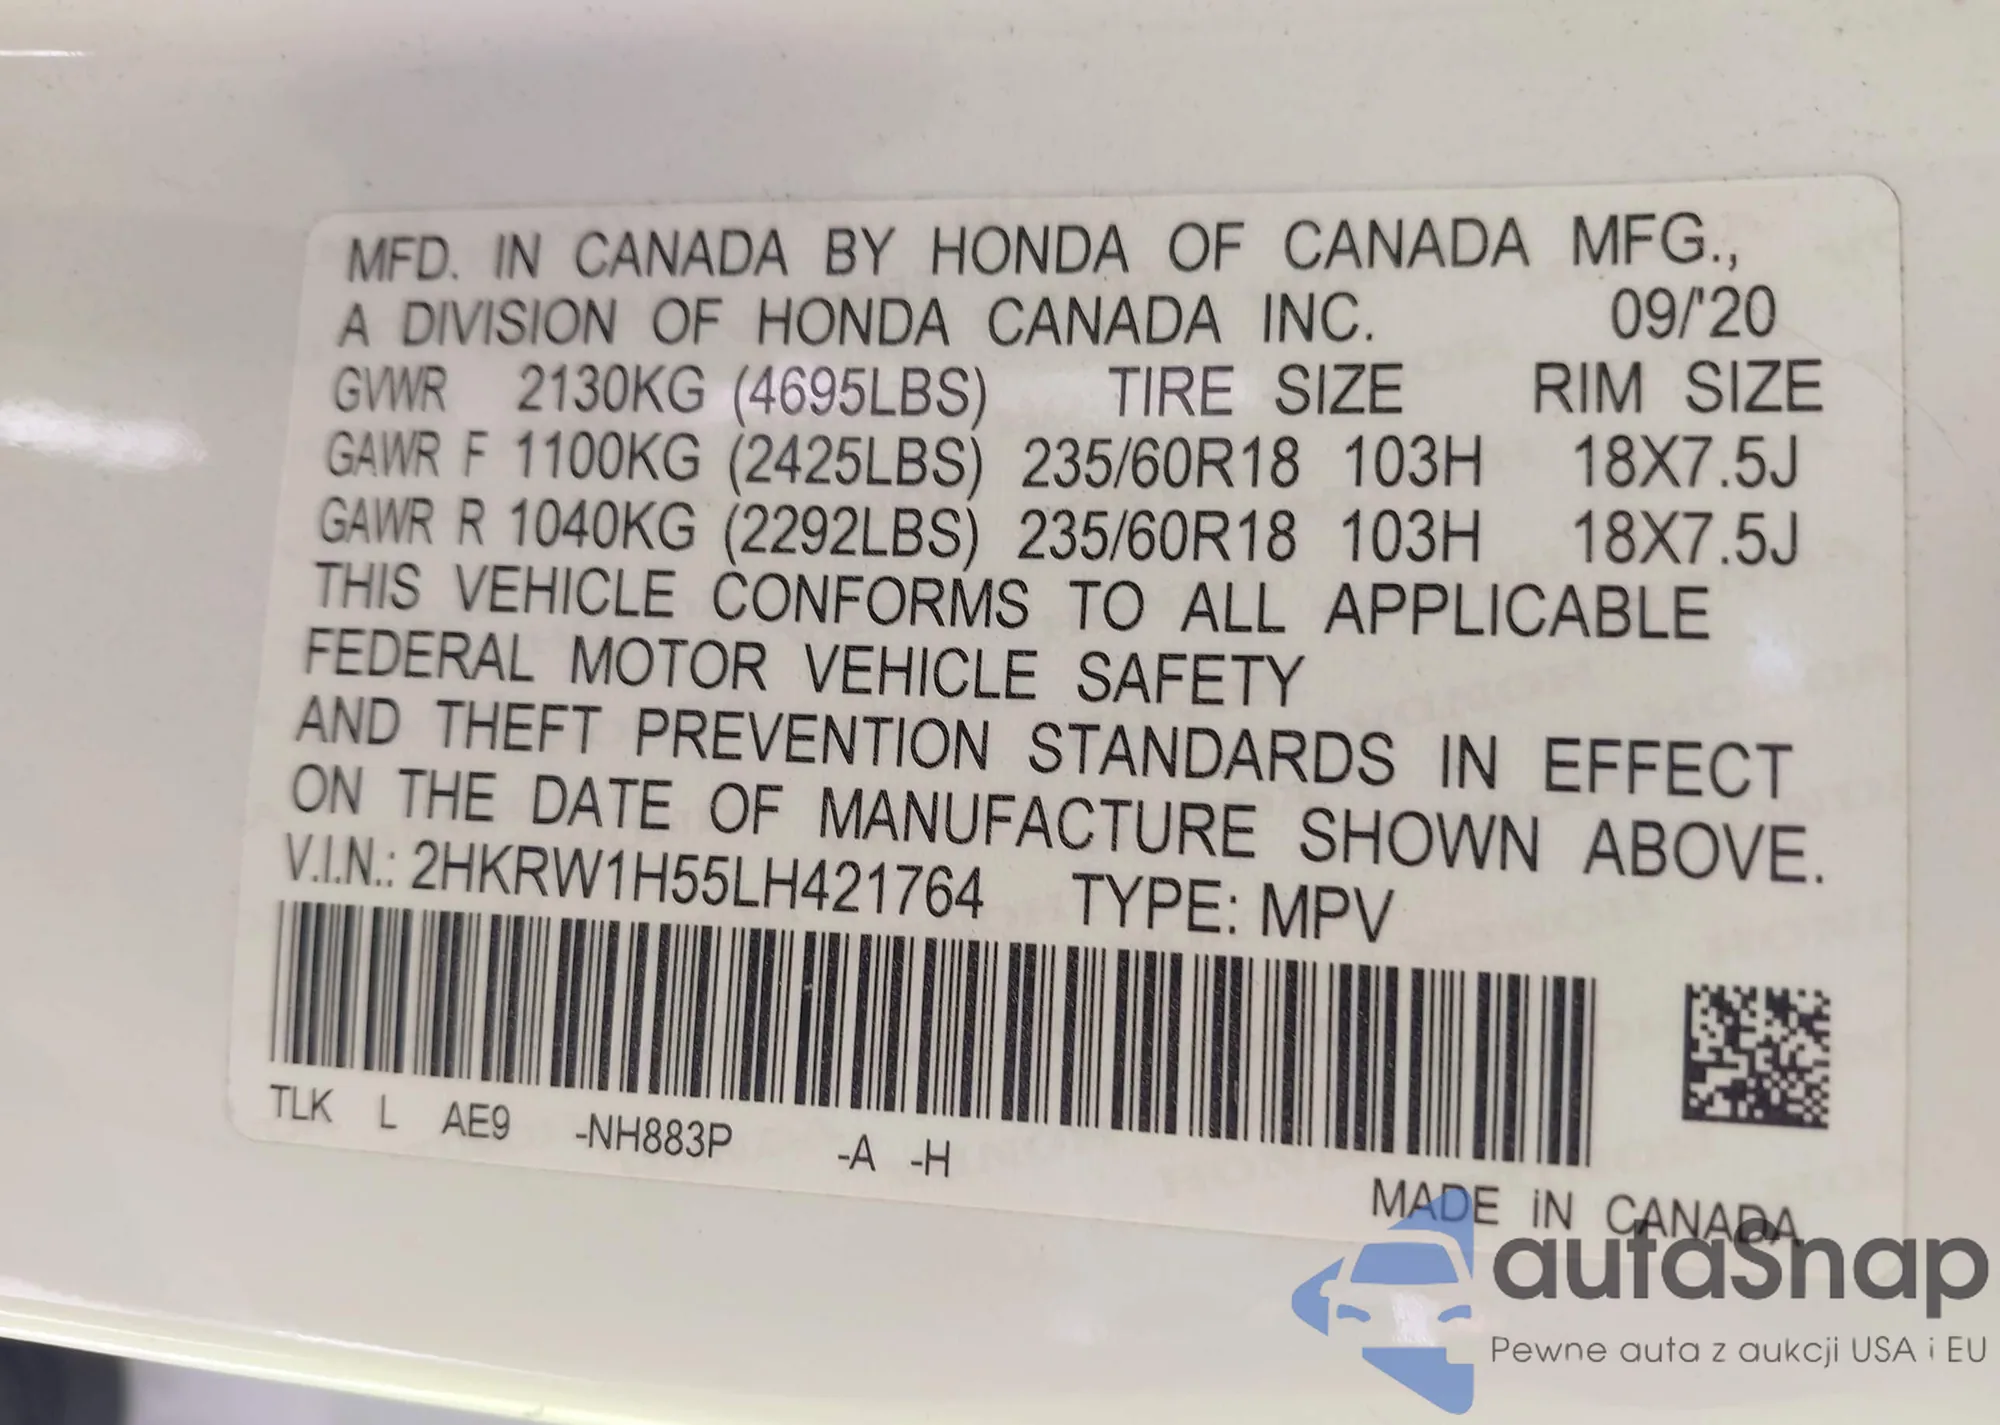 MFD. IN CANADA BY HONDA OF CANADA MFG.,
A DIVISION OF HONDA CANADA INC. 09/'20
GVWR 2130KG (4695LBS) TIRE SIZE RIM SIZE
GAWR F 1100KG (2425LBS) 235/60R18 103H 18X7.5J
GAWR R 1040KG (2292LBS) 235/60R18 103H 18X7.5J
THIS VEHICLE CONFORMS TO ALL APPLICABLE
FEDERAL MOTOR VEHICLE SAFETY
AND THEFT PREVENTION STANDARDS IN EFFECT
ON THE DATE OF MANUFACTURE SHOWN ABOVE.
V.I.N.: 2HKRW1H55LH421764 TYPE: MPV
TLK L AE9 -NH883P -A -H
MADE iN CANADA
autaSnap
Pewne auta z aukcji USA i EU